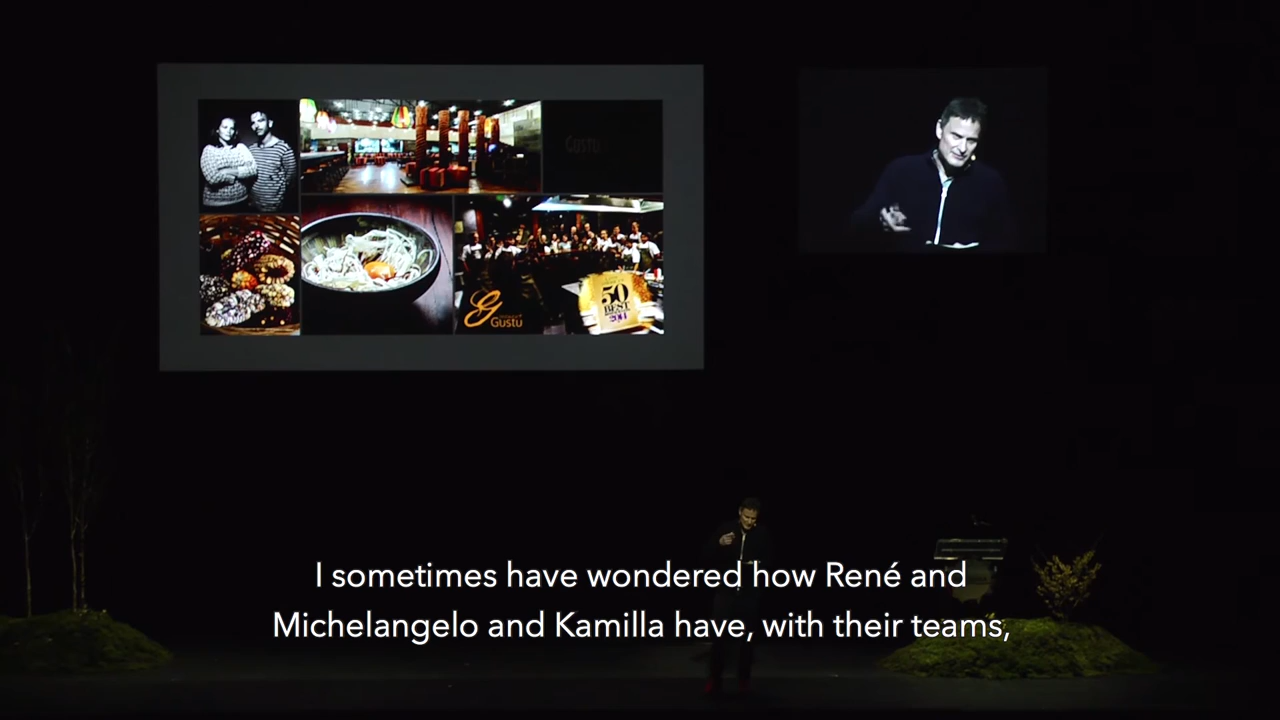 GUSTU
50
BEST
GUSTU
I sometimes have wondered how René and
Michelangelo and Kamilla have, with their teams,